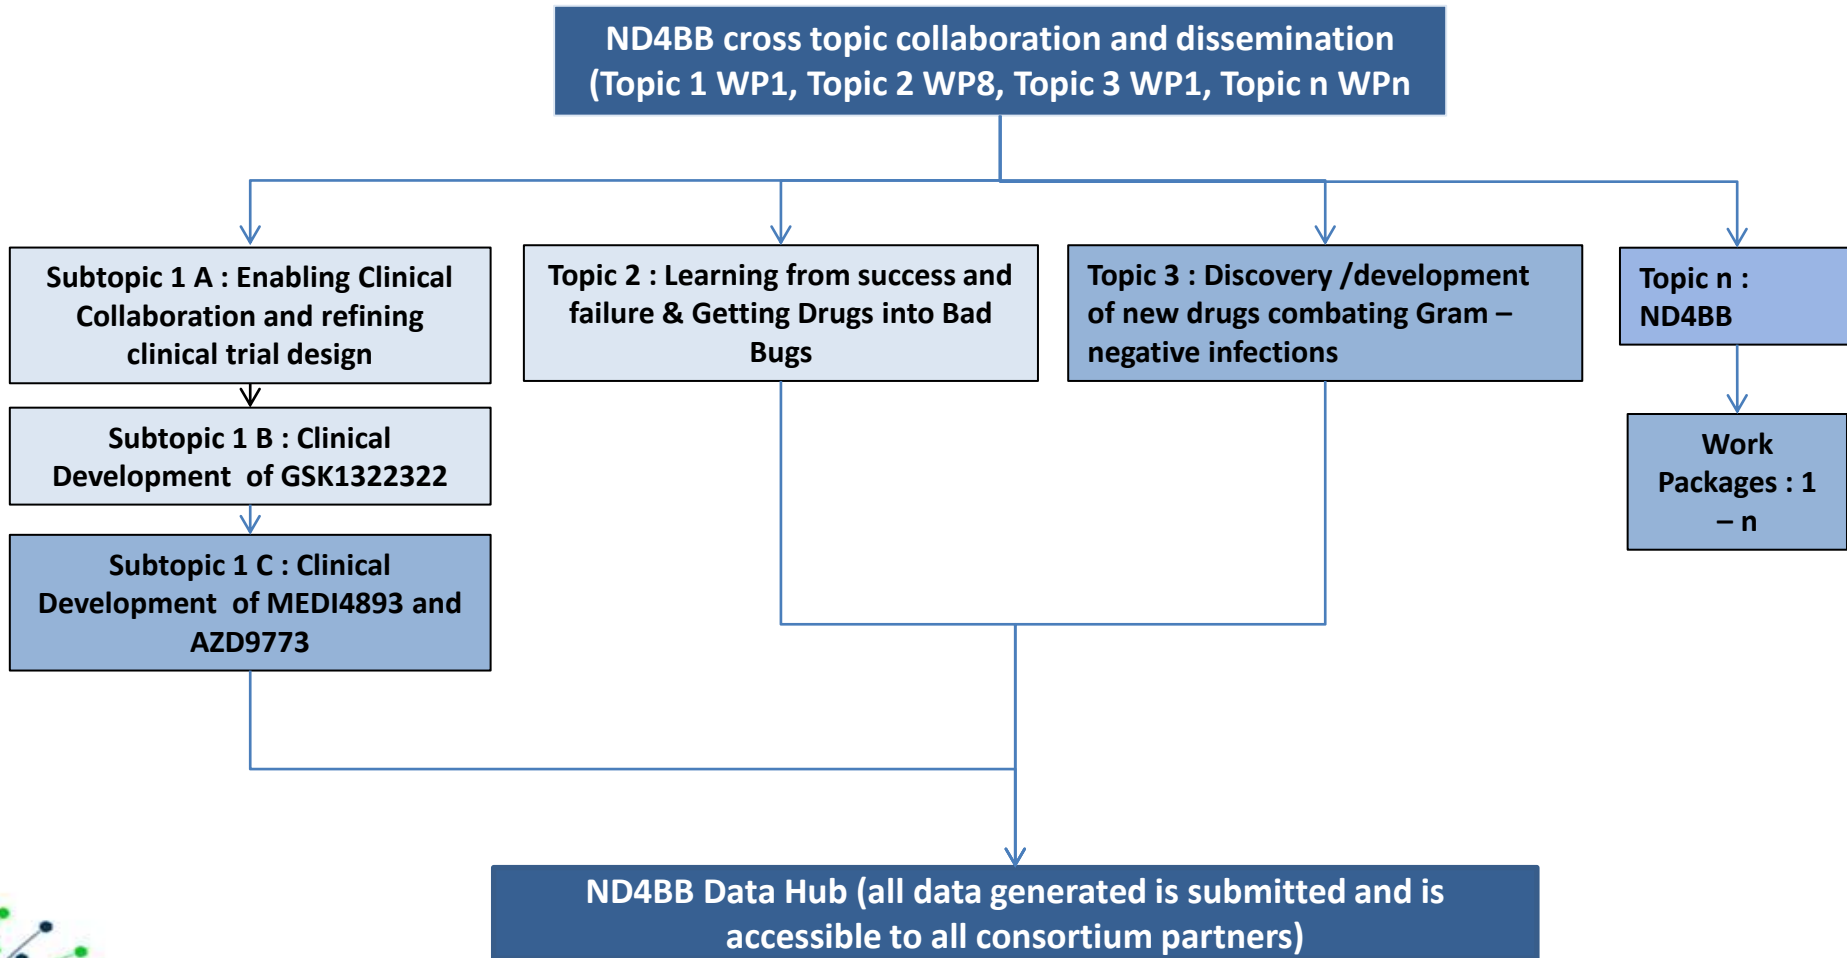 ND4BB cross topic collaboration and dissemination
(Topic 1 WP1, Topic 2 WP8, Topic 3 WP1, Topic n WPn
Subtopic 1 A : Enabling Clinical
Collaboration and refining
clinical trial design
Topic 2 : Learning from success and
failure & Getting Drugs into Bad
Bugs
Topic 3 : Discovery /development
of new drugs combating Gram –
negative infections
Topic n :
ND4BB
Subtopic 1 B : Clinical
Development of GSK1322322
Work
Packages : 1
– n
Subtopic 1 C : Clinical
Development of MEDI4893 and
AZD9773
ND4BB Data Hub (all data generated is submitted and is
accessible to all consortium partners)